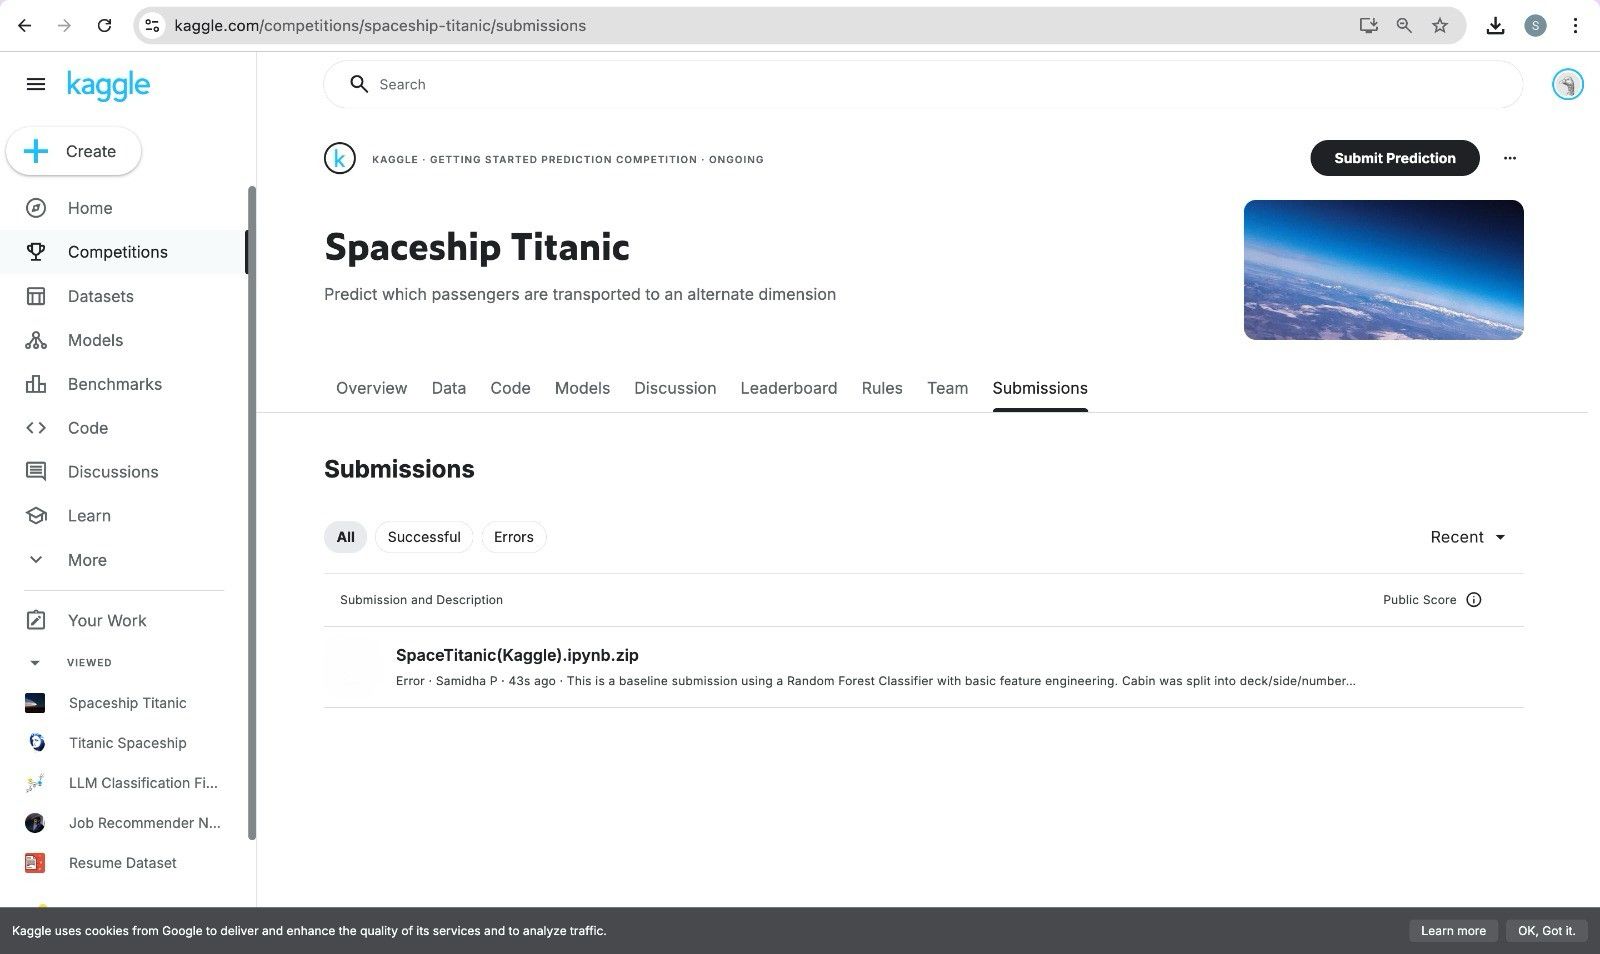 kaggle.com/competitions/spaceship-titanic/submissions
S
kaggle
Search
Create
k
KAGGLE · GETTING STARTED PREDICTION COMPETITION · ONGOING
Submit Prediction
Home
Competitions
Datasets
Models
Benchmarks
Code
Discussions
Learn
More
Your Work
VIEWED
Spaceship Titanic
Titanic Spaceship
LLM Classification Fi...
Job Recommender N...
Resume Dataset
Spaceship Titanic
Predict which passengers are transported to an alternate dimension
Overview Data Code Models Discussion Leaderboard Rules Team Submissions
Submissions
All Successful Errors
Recent
Submission and Description Public Score
SpaceTitanic(Kaggle).ipynb.zip
Error · Samidha P · 43s ago · This is a baseline submission using a Random Forest Classifier with basic feature engineering. Cabin was split into deck/side/number...
Kaggle uses cookies from Google to deliver and enhance the quality of its services and to analyze traffic.
Learn more OK, Got it.